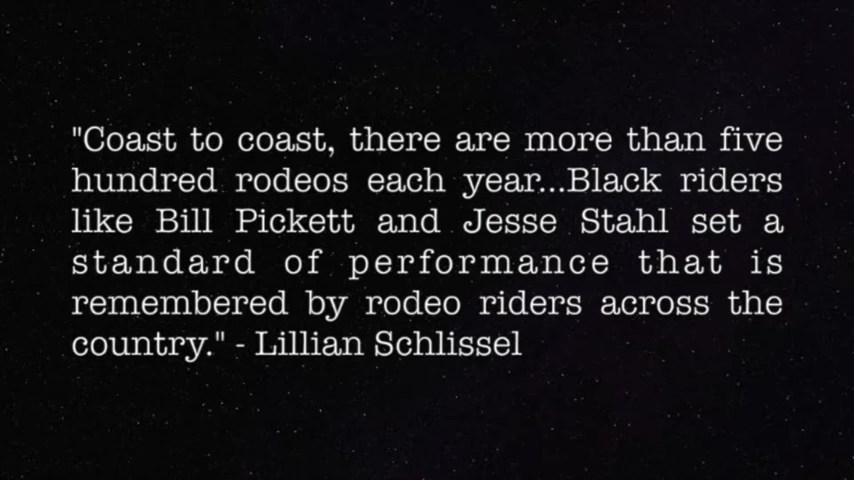 "Coast to coast, there are more than five
hundred rodeos each year...Black riders
like Bill Pickett and Jesse Stahl set a
standard of performance that is
remembered by rodeo riders across the
country." - Lillian Schlissel